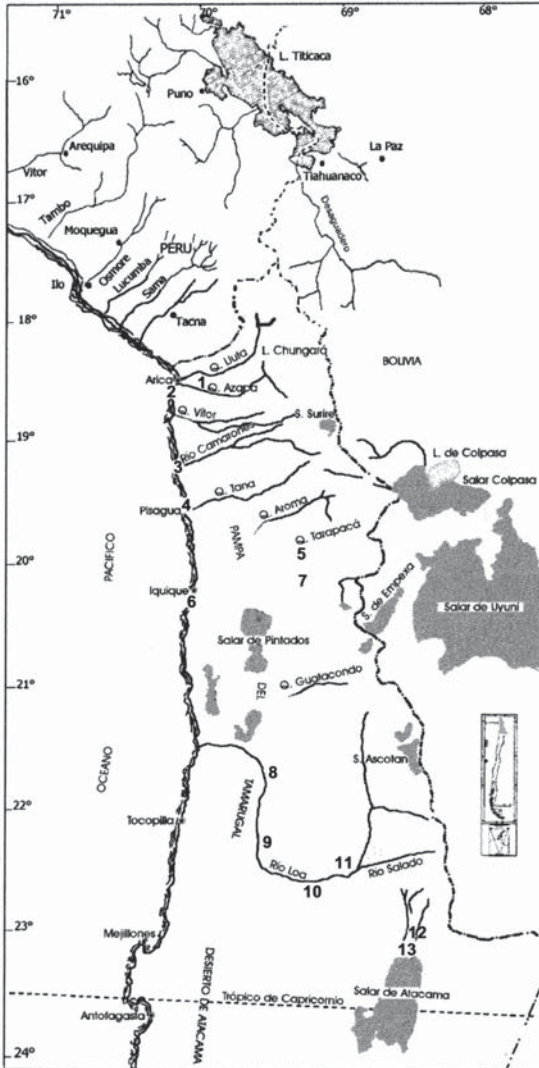 71°
70°
69°
68°
16°
L. Titicaca
Puno
Arequipa
La Paz
Vitor
Tiahuanaco
17°
Tambo
Desaguadero
Moquegua
PERU
Osmore
Lucumba
Ilo
Sama
18°
Tacna
BOLIVIA
Q. Lluta
L. Chungará
Arica
1
2
Q. Azapa
Q. Vitor
S. Surire
19°
Río Camarones
3
L. de Colpasa
Salar Colpasa
Q. Tana
4
Pisagua
Q. Aroma
PAMPA
Q. Tarapacá
5
20°
PACIFICO
7
Iquique
6
S. de Empexa
Salar de Uyuni
Salar de Pintados
21°
DEL
Q. Guatacondo
8
S. Ascotan
OCEANO
22°
Tocopilla
TAMARUGAL
9
11
Río Loa
Río Salado
10
23°
Mejillones
12
13
DESIERTO DE ATACAMA
Salar de Atacama
Trópico de Capricornio
Antofagasta
24°